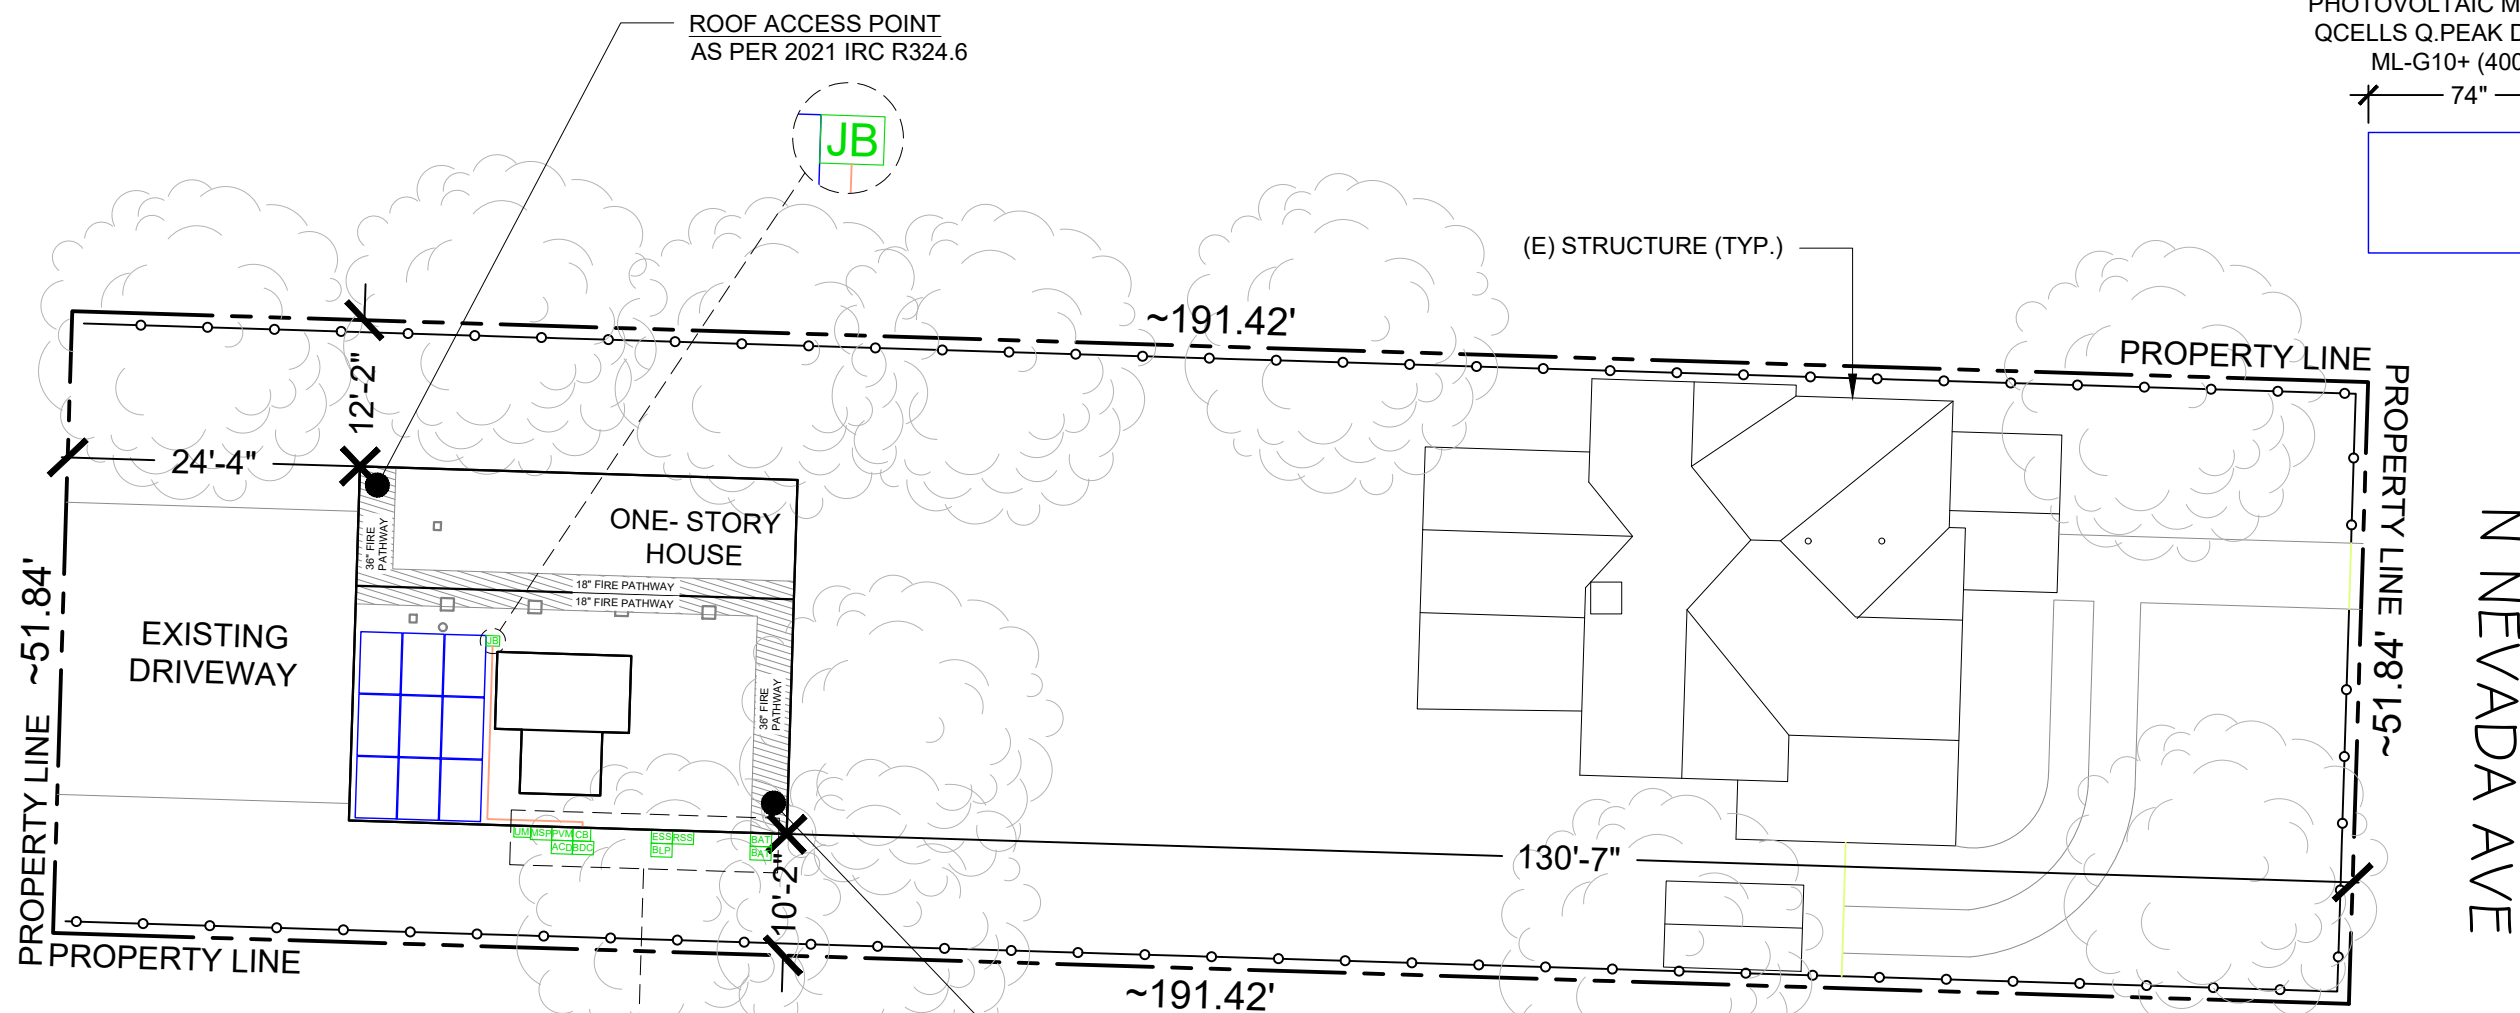 ROOF ACCESS POINT
AS PER 2021 IRC R324.6
JB
PHOTOVOLTAIC M
QCELLS Q.PEAK D
ML-G10+ (400
74"
(E) STRUCTURE (TYP.)
~191.42'
PROPERTY LINE
PROPERTY LINE ~51.84'
N NEVADA AVE
12'-2"
24'-4"
ONE- STORY
HOUSE
36" FIRE
PATHWAY
18" FIRE PATHWAY
18" FIRE PATHWAY
EXISTING
DRIVEWAY
JB
36" FIRE
PATHWAY
PROPERTY LINE ~51.84'
UM MSP PVM CB
ACD BDC
ESS RSS
BLP
BAT
BAT
10'-2"
130'-7"
PROPERTY LINE
~191.42'